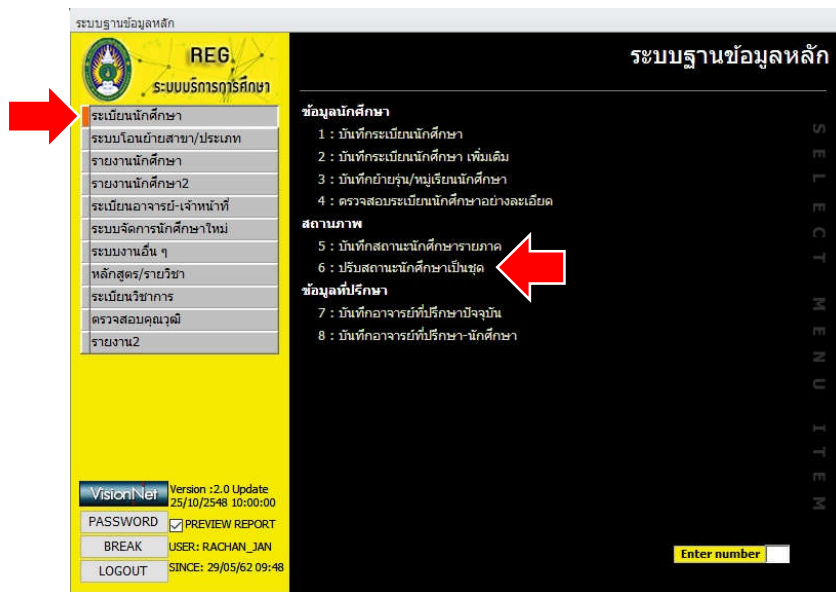 ระบบฐานข้อมูลหลัก
REG.
ระบบบริการการศึกษา
ระเบียนนักศึกษา
ระบบโอนย้ายสาขา/ประเภท
รายงานนักศึกษา
รายงานนักศึกษา2
ระเบียนอาจารย์-เจ้าหน้าที่
ระบบจัดการนักศึกษาใหม่
ระบบงานอื่น ๆ
หลักสูตร/รายวิชา
ระเบียนวิชาการ
ตรวจสอบคุณวุฒิ
รายงาน2
VisionNet
Version :2.0 Update
25/10/2548 10:00:00
PASSWORD
PREVIEW REPORT
BREAK
USER: RACHAN_JAN
LOGOUT
SINCE: 29/05/62 09:48
ระบบฐานข้อมูลหลัก
ข้อมูลนักศึกษา
1 : บันทึกระเบียนนักศึกษา
2 : บันทึกระเบียนนักศึกษา เพิ่มเติม
3 : บันทึกย้ายรุ่น/หมู่เรียนนักศึกษา
4 : ตรวจสอบระเบียนนักศึกษาอย่างละเอียด
สถานภาพ
5 : บันทึกสถานะนักศึกษารายภาค
6 : ปรับสถานะนักศึกษาเป็นชุด
ข้อมูลที่ปรึกษา
7 : บันทึกอาจารย์ที่ปรึกษาปัจจุบัน
8 : บันทึกอาจารย์ที่ปรึกษา-นักศึกษา
SELECT MENU ITEM
Enter number